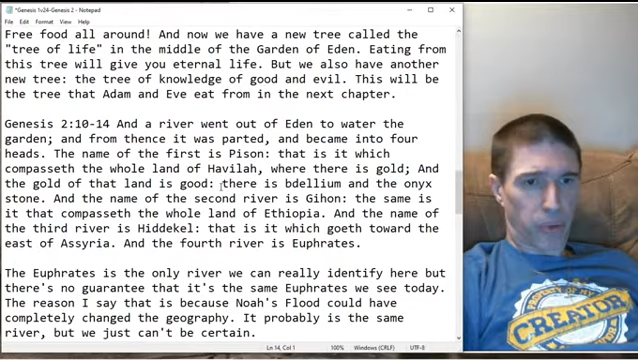 *Genesis 1v24-Genesis 2 - Notepad
File Edit Format View Help
Free food all around! And now we have a new tree called the
"tree of life" in the middle of the Garden of Eden. Eating from
this tree will give you eternal life. But we also have another
new tree: the tree of knowledge of good and evil. This will be
the tree that Adam and Eve eat from in the next chapter.
Genesis 2:10-14 And a river went out of Eden to water the
garden; and from thence it was parted, and became into four
heads. The name of the first is Pison: that is it which
compasseth the whole land of Havilah, where there is gold; And
the gold of that land is good: there is bdellium and the onyx
stone. And the name of the second river is Gihon: the same is
it that compasseth the whole land of Ethiopia. And the name of
the third river is Hiddekel: that is it which goeth toward the
east of Assyria. And the fourth river is Euphrates.
The Euphrates is the only river we can really identify here but
there's no guarantee that it's the same Euphrates we see today.
The reason I say that is because Noah's Flood could have
completely changed the geography. It probably is the same
river, but we just can't be certain.
Ln 14, Col 1 100% Windows (CRLF) UTF-8
PROPERTY OF
CREATOR